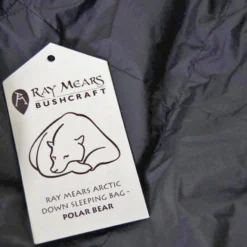 RAY MEARS
BUSHCRAFT
RAY MEARS ARCTIC
DOWN SLEEPING BAG -
POLAR BEAR